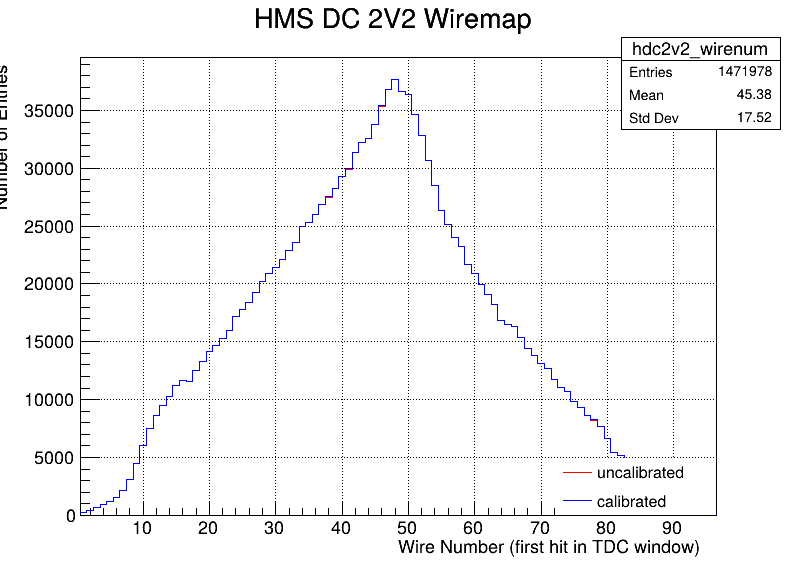 HMS DC 2V2 Wiremap
hdc2v2_wirenum
Entries 1471978
Mean 45.38
Std Dev 17.52
Number of Entries
35000
30000
25000
20000
15000
10000
5000
0
uncalibrated
calibrated
10 20 30 40 50 60 70 80 90
Wire Number (first hit in TDC window)